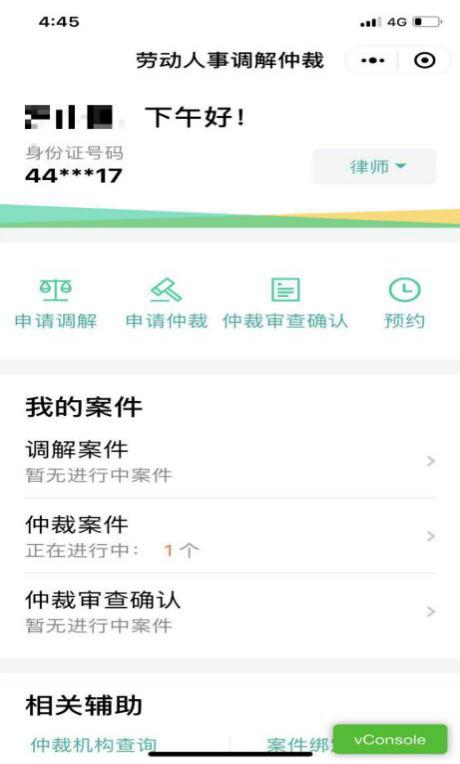 4:45
4G
劳动人事调解仲裁
下午好!
身份证号码
44***17
律师
申请调解 申请仲裁 仲裁审查确认 预约
我的案件
调解案件
暂无进行中案件
仲裁案件
正在进行中: 1个
仲裁审查确认
暂无进行中案件
相关辅助
仲裁机构查询 案件绑
vConsole